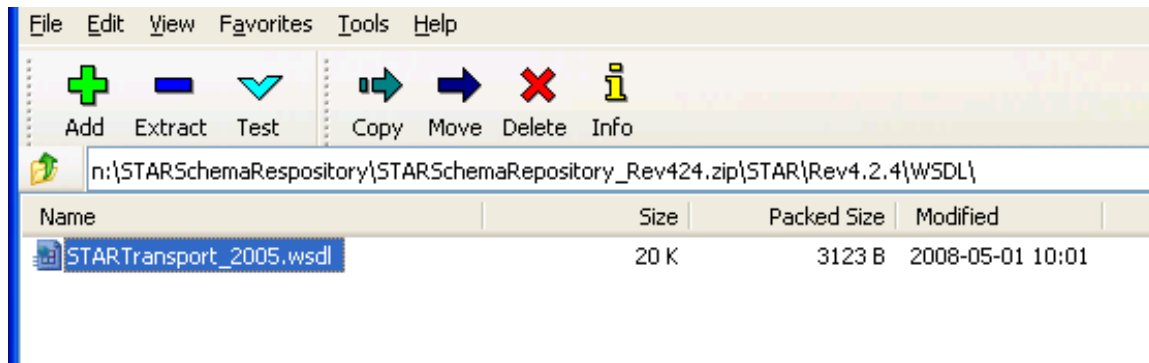 File Edit View Favorites Tools Help
Add Extract Test Copy Move Delete Info
n:\STARSchemaRespository\STARSchemaRepository_Rev424.zip\STAR\Rev4.2.4\WSDL\
Name Size Packed Size Modified
STARTransport_2005.wsdl 20 K 3123 B 2008-05-01 10:01